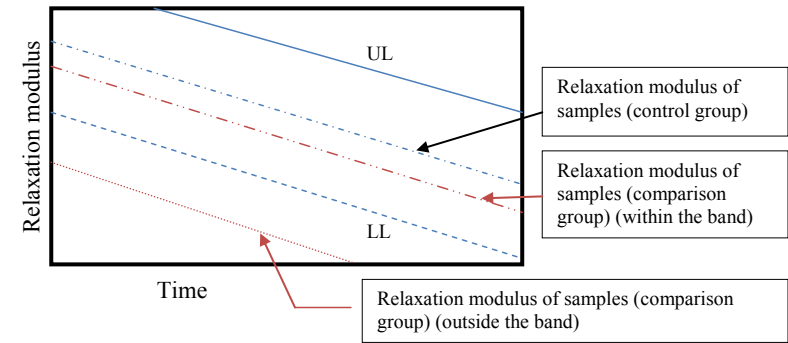 UL
Relaxation modulus of
samples (control group)
Relaxation modulus
Relaxation modulus of
samples (comparison
group) (within the band)
LL
Time
Relaxation modulus of samples (comparison
group) (outside the band)